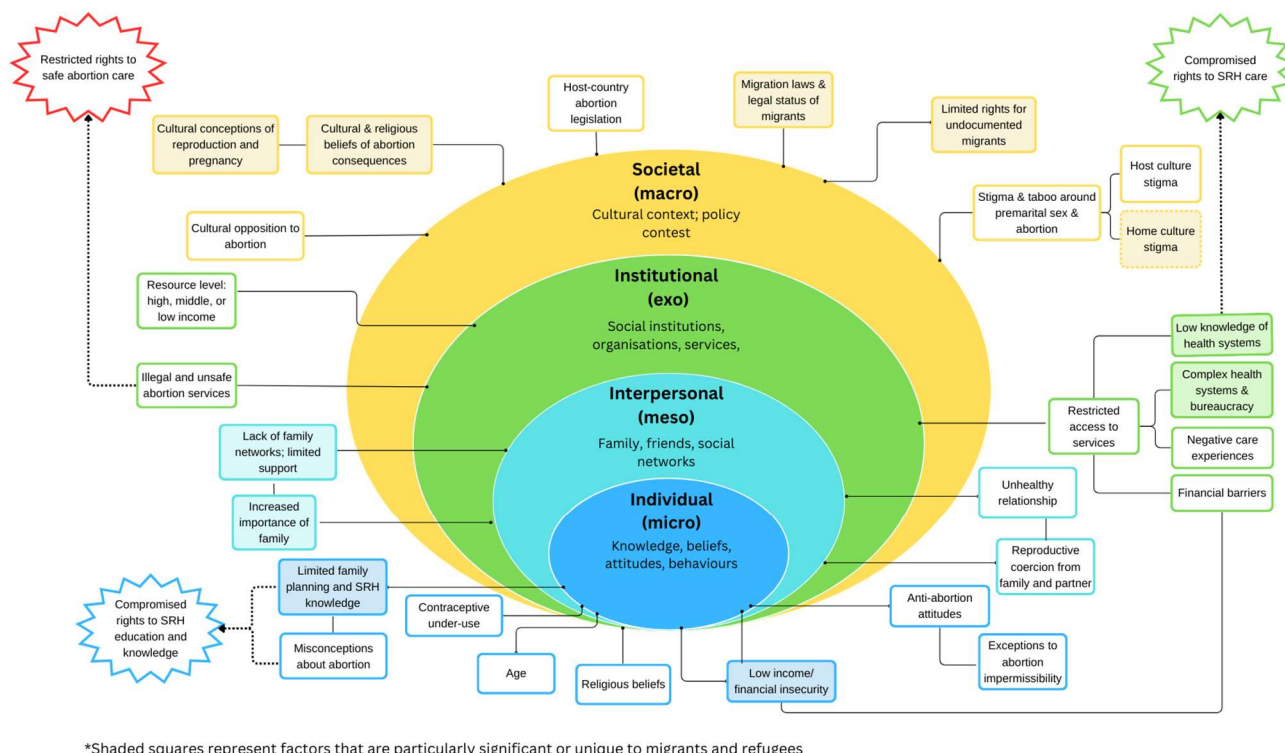 Restricted rights to
safe abortion care
Compromised
rights to SRH care
Host-country
abortion
legislation
Migration laws &
legal status of
migrants
Limited rights for
undocumented
migrants
Cultural conceptions of
reproduction and
pregnancy
Cultural & religious
beliefs of abortion
consequences
Societal
(macro)
Cultural context; policy
contest
Stigma & taboo around
premarital sex &
abortion
Host culture
stigma
Home culture
stigma
Cultural opposition to
abortion
Resource level:
high, middle, or
low income
Institutional
(exo)
Social institutions,
organisations, services,
Illegal and unsafe
abortion services
Low knowledge of
health systems
Complex health
systems &
bureaucracy
Restricted
access to
services
Negative care
experiences
Financial barriers
Interpersonal
(meso)
Family, friends, social
networks
Lack of family
networks; limited
support
Increased
importance of
family
Unhealthy
relationship
Reproductive
coercion from
family and partner
Individual
(micro)
Knowledge, beliefs,
attitudes, behaviours
Limited family
planning and SRH
knowledge
Compromised
rights to SRH
education and
knowledge
Misconceptions
about abortion
Contraceptive
under-use
Age
Religious beliefs
Low income/
financial insecurity
Anti-abortion
attitudes
Exceptions to
abortion
impermissibility
*Shaded squares represent factors that are particularly significant or unique to migrants and refugees